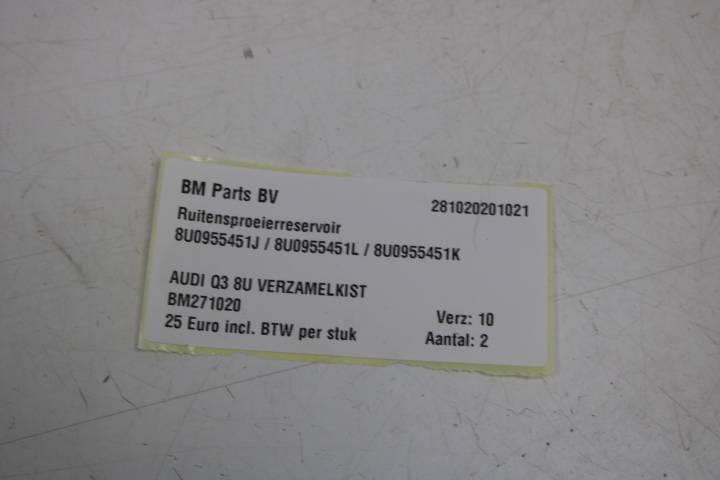 BM Parts BV
281020201021
Ruitensproeierreservoir
8U0955451J / 8U0955451L / 8U0955451K
AUDI Q3 8U VERZAMELKIST
BM271020
Verz: 10
25 Euro incl. BTW per stuk
Aantal: 2